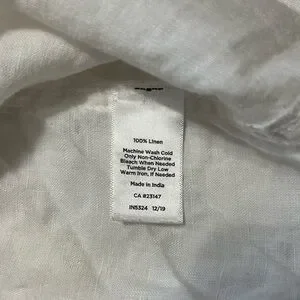 100% Linen
Machine Wash Cold
Only Non-Chlorine
Bleach When Needed
Tumble Dry Low
Warm Iron, If Needed
Made in India
CA #23147
IN5324 12/19